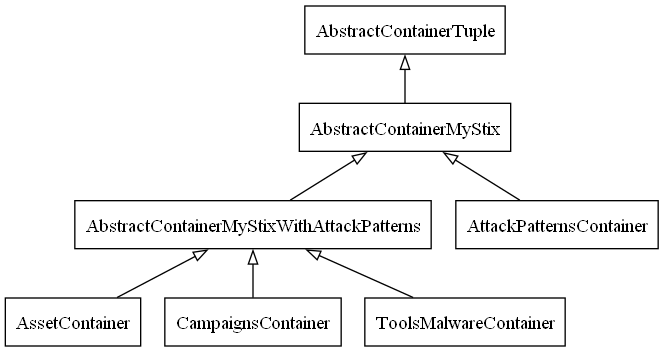 AbstractContainerTuple
AbstractContainerMyStix
AbstractContainerMyStixWithAttackPatterns
AttackPatternsContainer
AssetContainer
CampaignsContainer
ToolsMalwareContainer